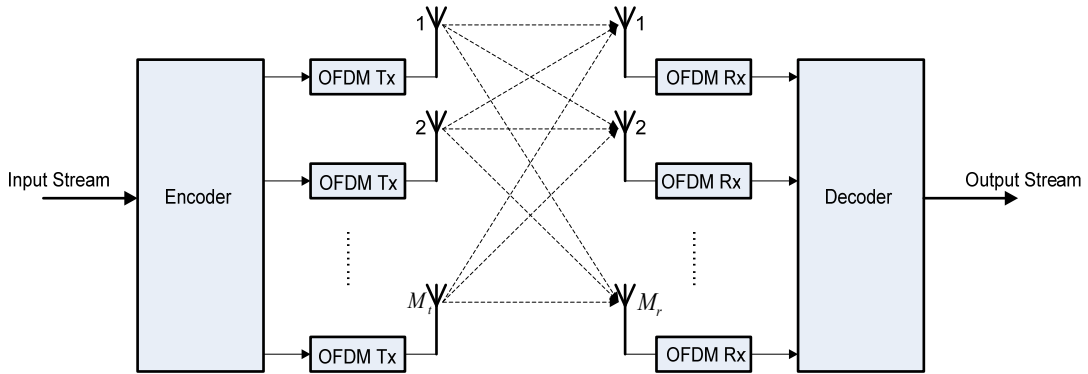 1
1
OFDM Tx
OFDM Rx
2
2
Input Stream
Encoder
OFDM Tx
OFDM Rx
Decoder
Output Stream
M_t
M_r
OFDM Tx
OFDM Rx